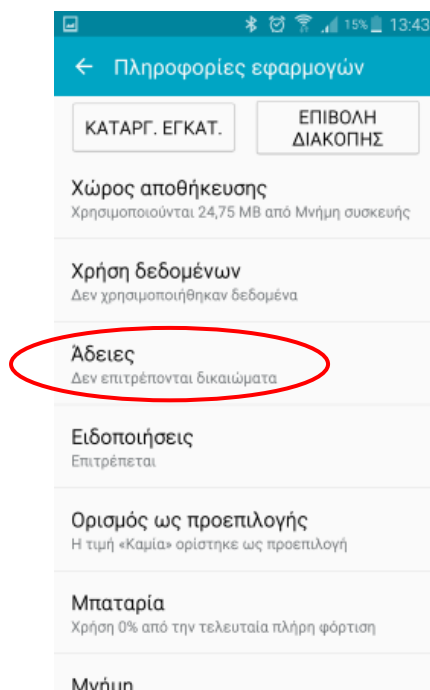 15% 13:43
Πληροφορίες εφαρμογών
ΚΑΤΑΡΓ. ΕΓΚΑΤ.
ΕΠΙΒΟΛΗ
ΔΙΑΚΟΠΗΣ
Χώρος αποθήκευσης
Χρησιμοποιούνται 24,75 MB από Μνήμη συσκευής
Χρήση δεδομένων
Δεν χρησιμοποιήθηκαν δεδομένα
Άδειες
Δεν επιτρέπονται δικαιώματα
Ειδοποιήσεις
Επιτρέπεται
Ορισμός ως προεπιλογής
Η τιμή «Καμία» ορίστηκε ως προεπιλογή
Μπαταρία
Χρήση 0% από την τελευταία πλήρη φόρτιση
Μνήμη